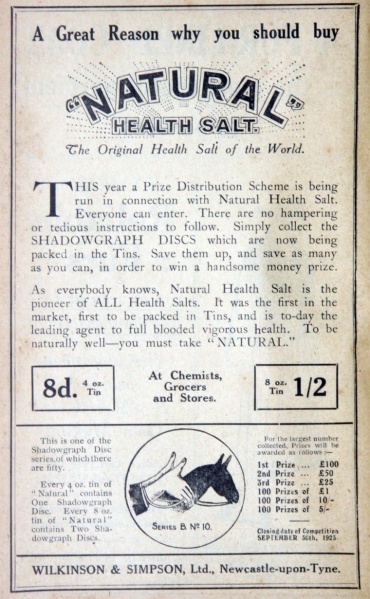 A Great Reason why you should buy
"NATURAL"
HEALTH SALT.
The Original Health Salt of the World.
THIS year a Prize Distribution Scheme is being
run in connection with Natural Health Salt.
Everyone can enter. There are no hampering
or tedious instructions to follow. Simply collect the
SHADOWGRAPH DISCS which are now being
packed in the Tins. Save them up, and save as many
as you can, in order to win a handsome money prize.
As everybody knows, Natural Health Salt is the
pioneer of ALL Health Salts. It was the first in the
market, first to be packed in Tins, and is to-day the
leading agent to full blooded vigorous health. To be
naturally well—you must take "NATURAL."
8d. 4 oz. Tin
At Chemists,
Grocers
and Stores.
8 oz. Tin 1/2
This is one of the
Shadowgraph Disc
series, of which there
are fifty.
Every 4 oz. tin of
"Natural" contains
One Shadowgraph
Disc. Every 8 oz.
tin of "Natural"
contains Two Sha-
dowgraph Discs.
SERIES B. No 10.
For the largest number
collected, Prizes will be
awarded as follows :—
1st Prize ... £100
2nd Prize ... £50
3rd Prize ... £25
100 Prizes of £1
100 Prizes of 10/-
100 Prizes of 5/-
Closing date of Competition
SEPTEMBER 30th, 1925.
WILKINSON & SIMPSON, Ltd., Newcastle-upon-Tyne.